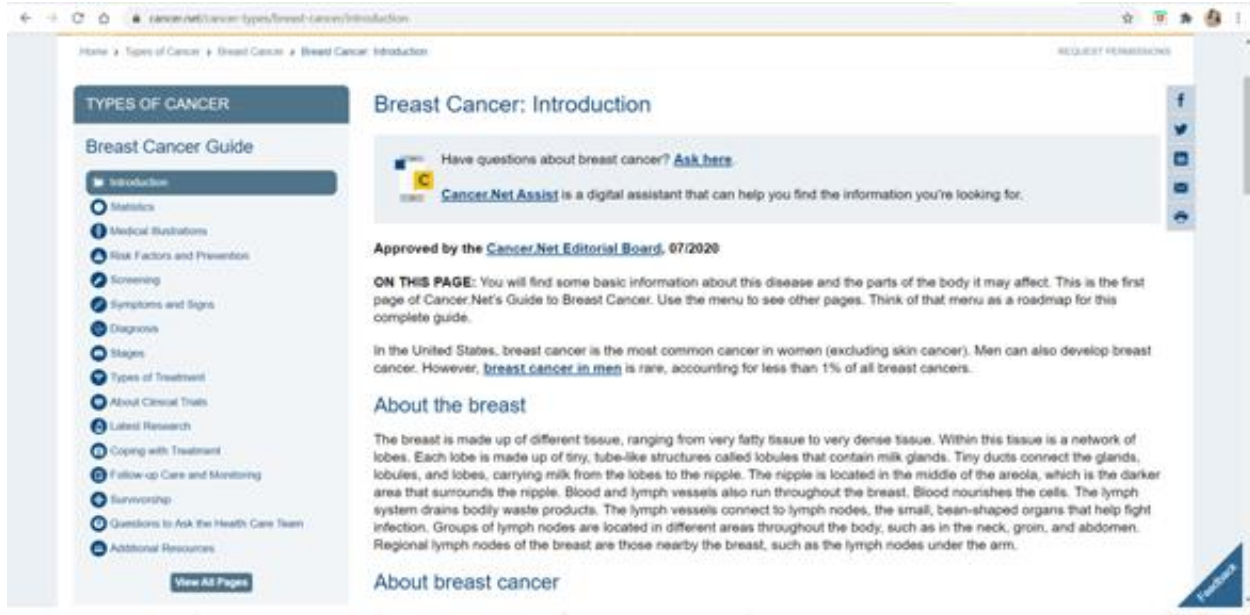 cancer.net/cancer-types/breast-cancer/introduction
Home > Types of Cancer > Breast Cancer > Breast Cancer: Introduction
REQUEST PERMISSIONS
TYPES OF CANCER
Breast Cancer Guide
Introduction
Statistics
Medical Illustrations
Risk Factors and Prevention
Screening
Symptoms and Signs
Diagnosis
Stages
Types of Treatment
About Clinical Trials
Latest Research
Coping with Treatment
Follow-up Care and Monitoring
Survivorship
Questions to Ask the Health Care Team
Additional Resources
View All Pages
Breast Cancer: Introduction
Have questions about breast cancer? Ask here.
C
Cancer.Net Assist is a digital assistant that can help you find the information you're looking for.
Approved by the Cancer.Net Editorial Board, 07/2020
ON THIS PAGE: You will find some basic information about this disease and the parts of the body it may affect. This is the first
page of Cancer.Net's Guide to Breast Cancer. Use the menu to see other pages. Think of that menu as a roadmap for this
complete guide.
In the United States, breast cancer is the most common cancer in women (excluding skin cancer). Men can also develop breast
cancer. However, breast cancer in men is rare, accounting for less than 1% of all breast cancers.
About the breast
The breast is made up of different tissue, ranging from very fatty tissue to very dense tissue. Within this tissue is a network of
lobes. Each lobe is made up of tiny, tube-like structures called lobules that contain milk glands. Tiny ducts connect the glands,
lobules, and lobes, carrying milk from the lobes to the nipple. The nipple is located in the middle of the areola, which is the darker
area that surrounds the nipple. Blood and lymph vessels also run throughout the breast. Blood nourishes the cells. The lymph
system drains bodily waste products. The lymph vessels connect to lymph nodes, the small, bean-shaped organs that help fight
infection. Groups of lymph nodes are located in different areas throughout the body, such as in the neck, groin, and abdomen.
Regional lymph nodes of the breast are those nearby the breast, such as the lymph nodes under the arm.
About breast cancer
Feedback